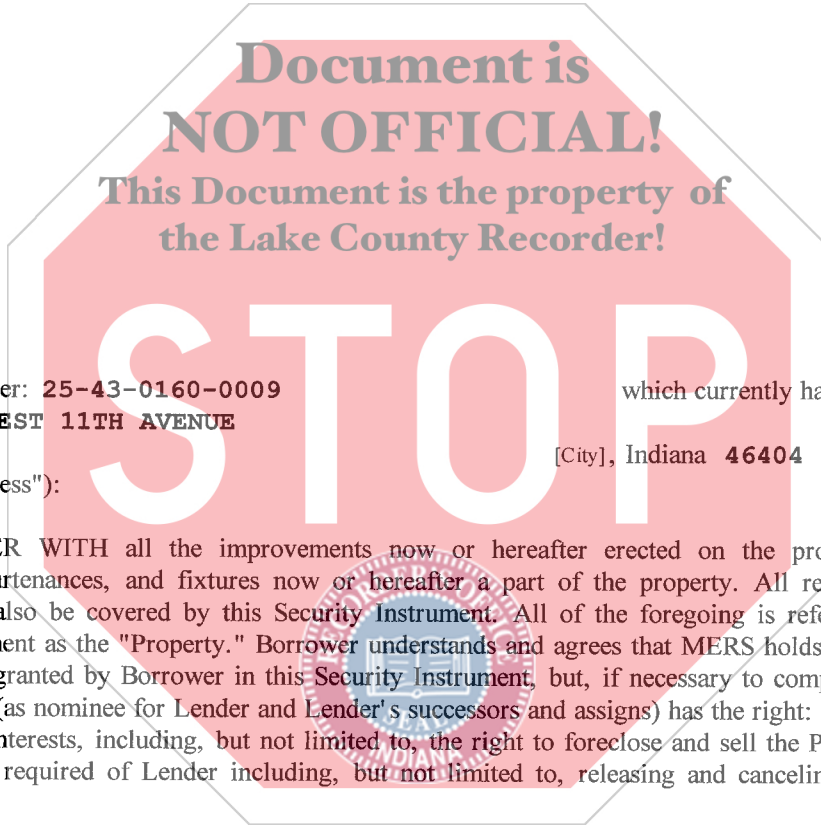 Document is
NOT OFFICIAL!
This Document is the property of
the Lake County Recorder!
STOP
er: 25-43-0160-0009 which currently ha
EST 11TH AVENUE
[City], Indiana 46404
ess"):
ER WITH all the improvements now or hereafter erected on the pro
rtenances, and fixtures now or hereafter a part of the property. All re
also be covered by this Security Instrument. All of the foregoing is refe
ent as the "Property." Borrower understands and agrees that MERS holds
granted by Borrower in this Security Instrument, but, if necessary to comp
(as nominee for Lender and Lender's successors and assigns) has the right:
nterests, including, but not limited to, the right to foreclose and sell the P
required of Lender including, but not limited to, releasing and cancelin
RECORDER'S OFFICE
SEAL
INDIANA